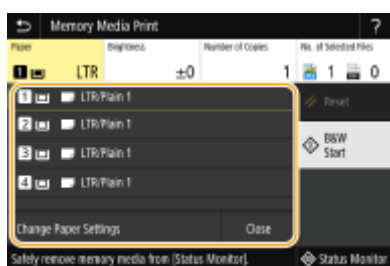 Memory Media Print ?
Paper Brightness Number of Copies No. of Selected Files
1 LTR ±0 1 1 0
1 LTR/Plain 1
Reset
2 LTR/Plain 1
B&W
Start
3 LTR/Plain 1
4 LTR/Plain 1
Change Paper Settings Close
Safely remove memory media from [Status Monitor]. Status Monitor